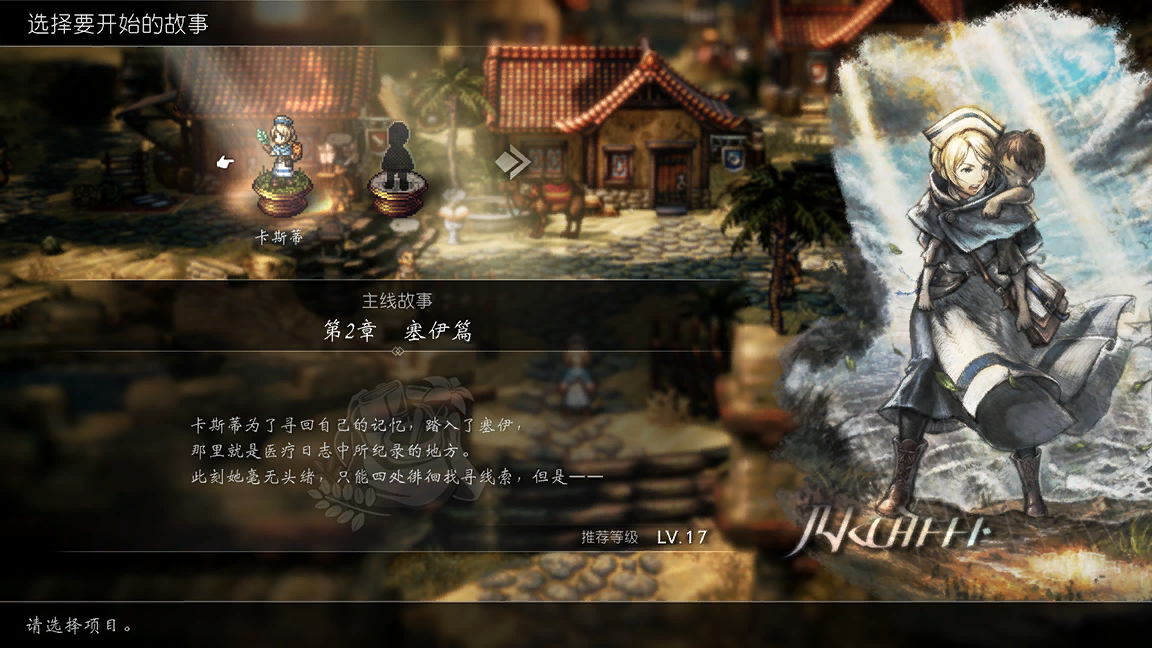 选择要开始的故事
卡斯蒂
主线故事
第2章 塞伊篇
卡斯蒂为了寻回自己的记忆，踏入了塞伊，
那里就是医疗日志中所纪录的地方。
此刻她毫无头绪，只能四处徘徊找寻线索，但是——
推荐等级 LV.17
请选择项目。